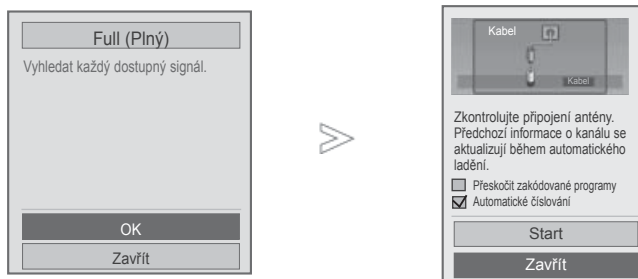 Full (Plný)
Vyhledat každý dostupný signál.
OK
Zavřít
Kabel
Kabel
Zkontrolujte připojení antény.
Předchozí informace o kanálu se
aktualizují během automatického
ladění.
Přeskočit zakódované programy
Automatické číslování
Start
Zavřít